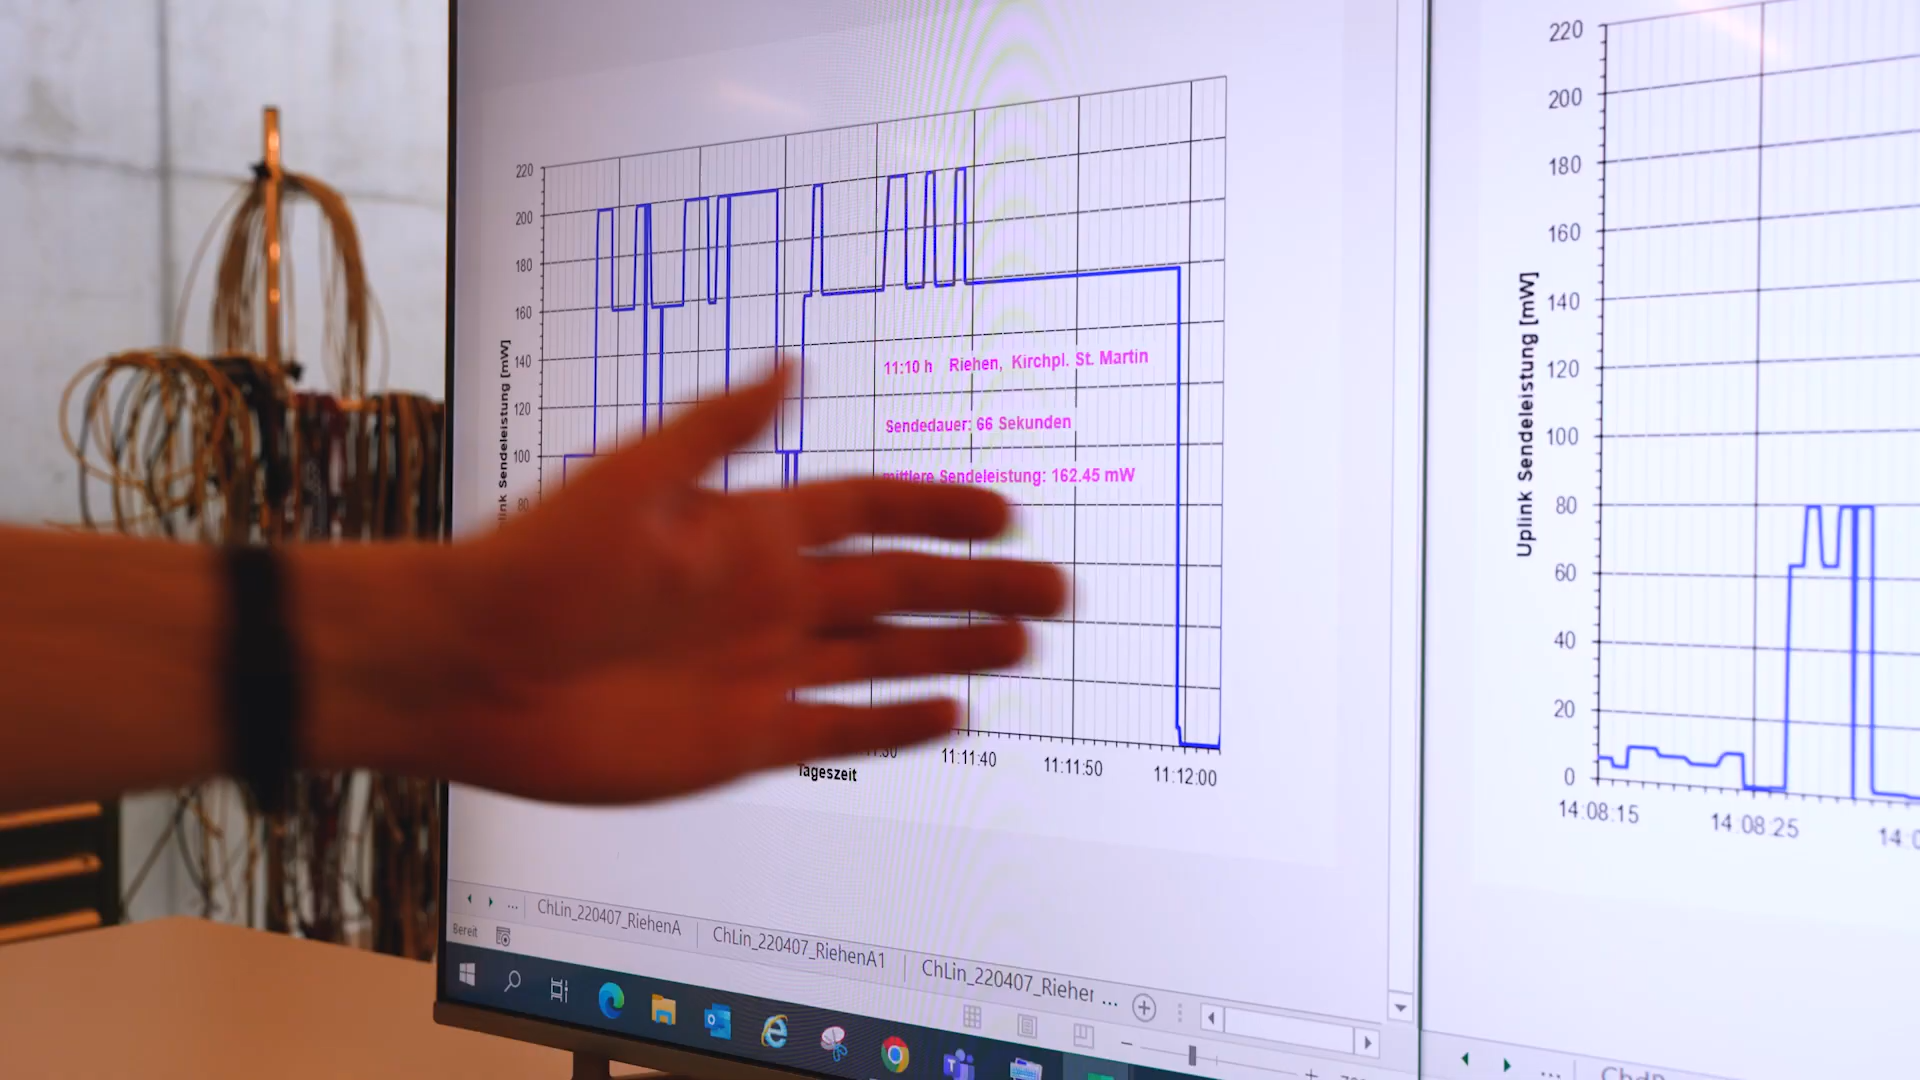 220
200
180
160
140
120
100
80
Sendeleistung [mW]
11:10 h Riehen, Kirchpl. St. Martin
Sendedauer: 66 Sekunden
mittlere Sendeleistung: 162.45 mW
11:11:40
11:11:50
11:12:00
Tageszeit
... ChLin_220407_RiehenA
ChLin_220407_RiehenA1
ChLin_220407_Riehen ...
Bereit
220
200
180
160
140
120
100
80
60
40
20
0
Uplink Sendeleistung [mW]
14:08:15
14:08:25
...